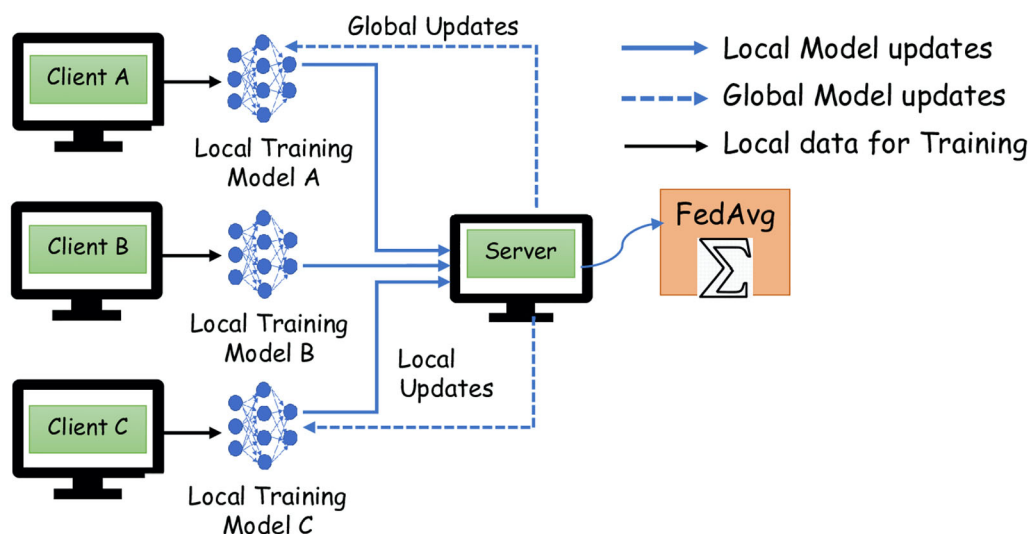 Global Updates
Client A
Local Training
Model A
Client B
Local Training
Model B
Client C
Local Training
Model C
Local
Updates
Server
FedAvg
Σ
Local Model updates
Global Model updates
Local data for Training